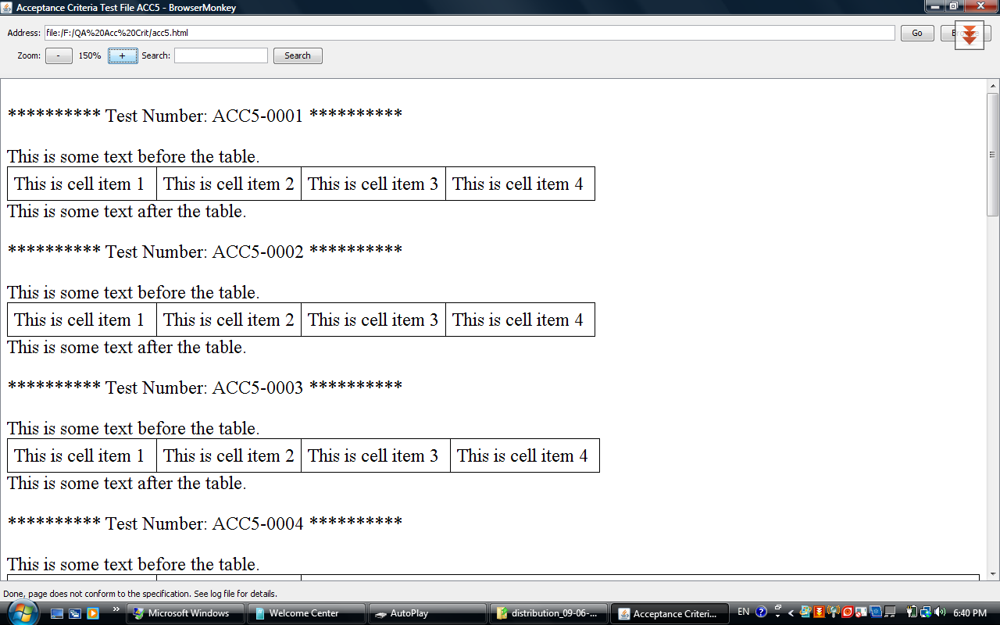 Acceptance Criteria Test File ACC5 - BrowserMonkey
Address: file:/F:/QA%20Acc%20Crit/acc5.html Go
Zoom: - 150% + Search: Search
********** Test Number: ACC5-0001 **********
This is some text before the table.
This is cell item 1 This is cell item 2 This is cell item 3 This is cell item 4
This is some text after the table.
********** Test Number: ACC5-0002 **********
This is some text before the table.
This is cell item 1 This is cell item 2 This is cell item 3 This is cell item 4
This is some text after the table.
********** Test Number: ACC5-0003 **********
This is some text before the table.
This is cell item 1 This is cell item 2 This is cell item 3 This is cell item 4
This is some text after the table.
********** Test Number: ACC5-0004 **********
This is some text before the table.
Done, page does not conform to the specification. See log file for details.
Microsoft Windows Welcome Center AutoPlay distribution_09-06-... Acceptance Criteri... EN 6:40 PM